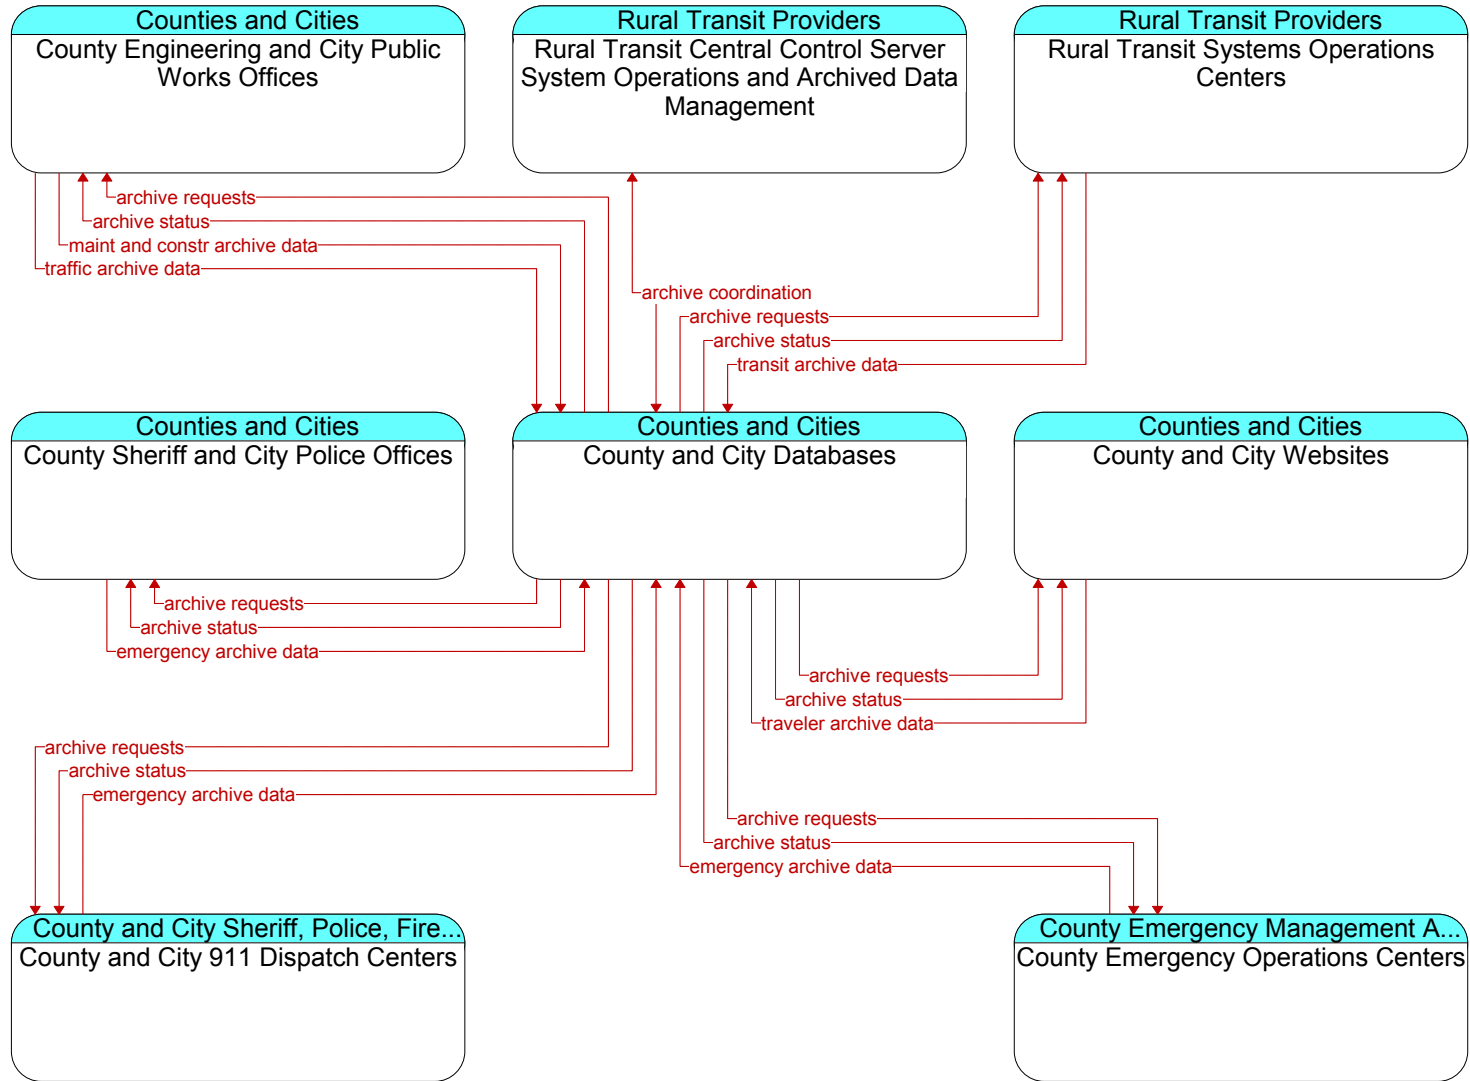 Counties and Cities
County Engineering and City Public
Works Offices
Rural Transit Providers
Rural Transit Central Control Server
System Operations and Archived Data
Management
Rural Transit Providers
Rural Transit Systems Operations
Centers
archive requests
archive status
maint and constr archive data
traffic archive data
archive coordination
archive requests
archive status
transit archive data
Counties and Cities
County Sheriff and City Police Offices
Counties and Cities
County and City Databases
Counties and Cities
County and City Websites
archive requests
archive status
emergency archive data
archive requests
archive status
traveler archive data
archive requests
archive status
emergency archive data
archive requests
archive status
emergency archive data
County and City Sheriff, Police, Fire...
County and City 911 Dispatch Centers
County Emergency Management A...
County Emergency Operations Centers